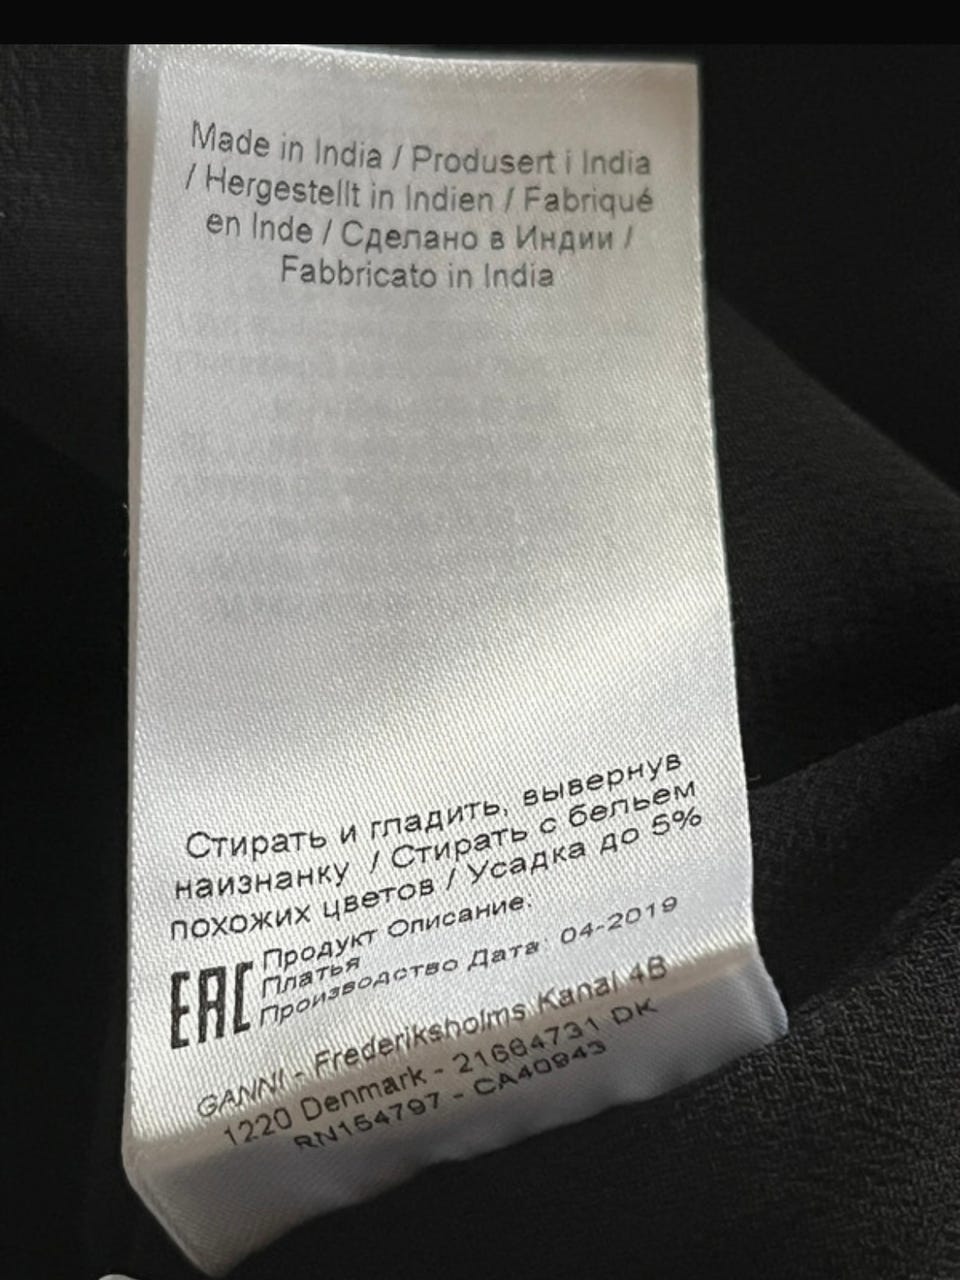 Made in India / Produsert i India
/ Hergestellt in Indien / Fabriqué
en Inde / Сделано в Индии /
Fabbricato in India
Стирать и гладить, вывернув
наизнанку / Стирать с бельем
похожих цветов / Усадка до 5%
EAC
Продукт Описание:
Платья
Производство Дата: 04-2019
GANNI - Frederiksholms Kanal 4B
1220 Denmark - 21664731 DK
RN154797 - CA40943